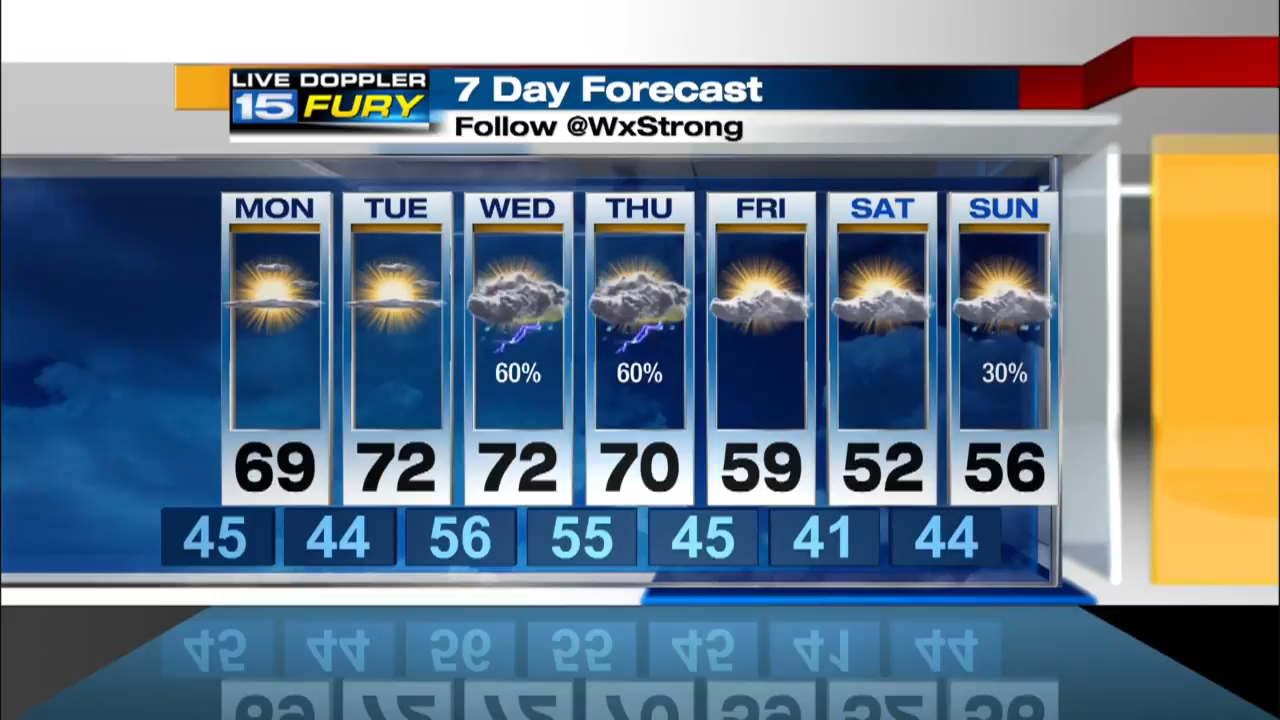 LIVE DOPPLER
15 FURY
7 Day Forecast
Follow @WxStrong
MON TUE WED THU FRI SAT SUN
60% 60% 30%
69 72 72 70 59 52 56
45 44 56 55 45 41 44